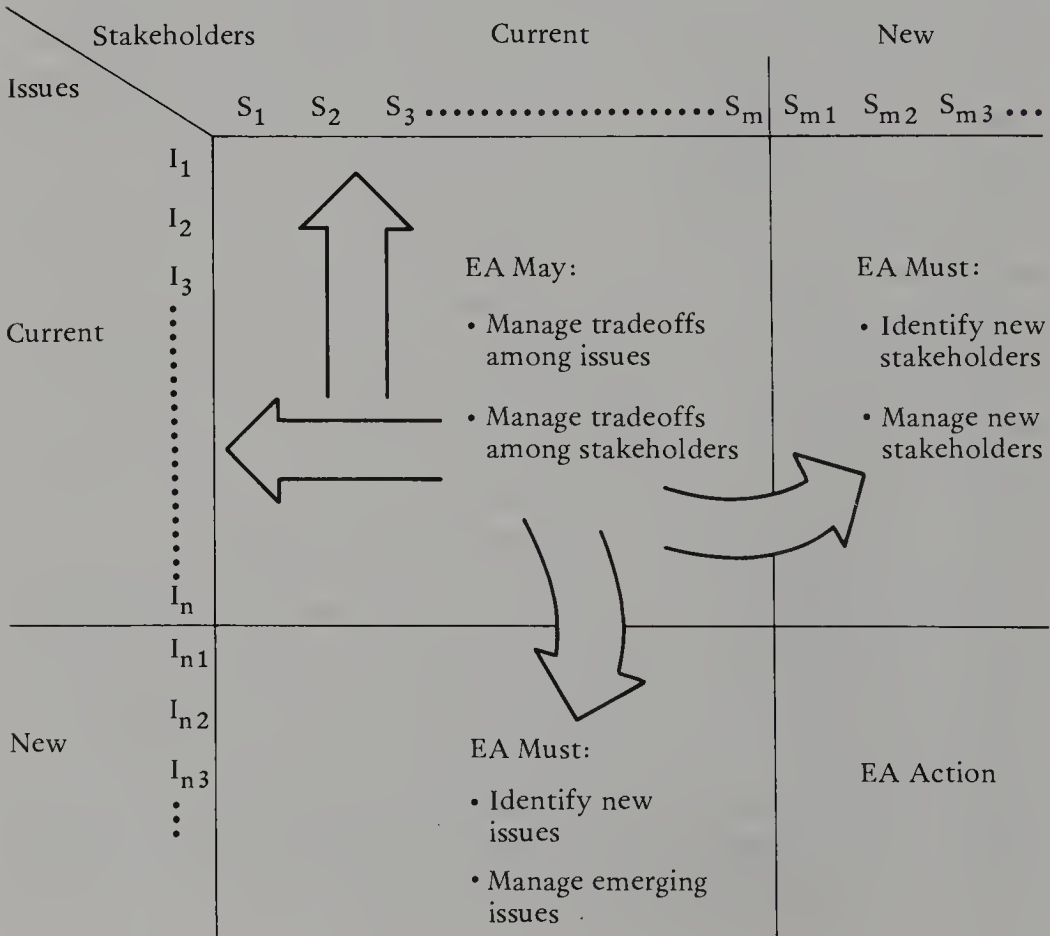 Stakeholders Current New
Issues
S1 S2 S3 •••••••••••••••••••• Sm Sm1 Sm2 Sm3 •••
I1
I2
I3
Current
In
EA May:
• Manage tradeoffs
among issues
• Manage tradeoffs
among stakeholders
EA Must:
• Identify new
stakeholders
• Manage new
stakeholders
New
In1
In2
In3
EA Must:
• Identify new
issues
• Manage emerging
issues
EA Action